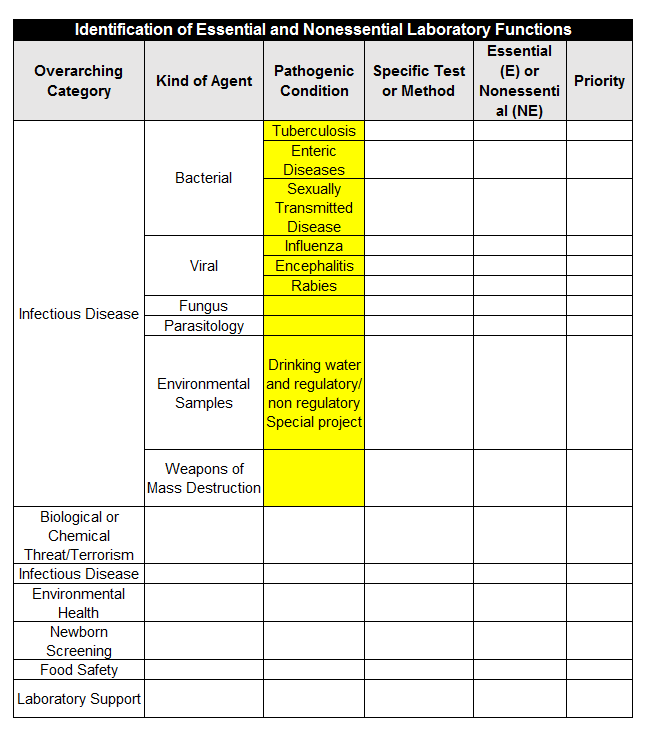 Identification of Essential and Nonessential Laboratory Functions
Overarching
Category
Kind of Agent
Pathogenic
Condition
Specific Test
or Method
Essential
(E) or
Nonessenti
al (NE)
Priority
Infectious Disease
Bacterial
Tuberculosis
Enteric
Diseases
Sexually
Transmitted
Disease
Viral
Influenza
Encephalitis
Rabies
Fungus
Parasitology
Environmental
Samples
Drinking water
and regulatory/
non regulatory
Special project
Weapons of
Mass Destruction
Biological or
Chemical
Threat/Terrorism
Infectious Disease
Environmental
Health
Newborn
Screening
Food Safety
Laboratory Support